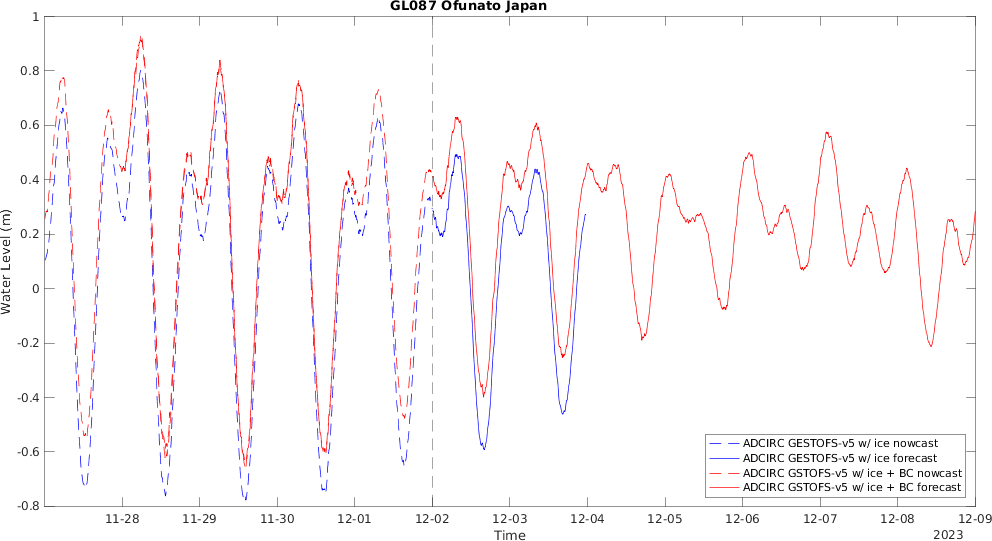 GL087 Ofunato Japan
1
0.8
0.6
0.4
0.2
0
-0.2
-0.4
-0.6
-0.8
Water Level (m)
11-28 11-29 11-30 12-01 12-02 12-03 12-04 12-05 12-06 12-07 12-08 12-09
Time
2023
ADCIRC GESTOFS-v5 w/ ice nowcast
ADCIRC GESTOFS-v5 w/ ice forecast
ADCIRC GSTOFS-v5 w/ ice + BC nowcast
ADCIRC GSTOFS-v5 w/ ice + BC forecast